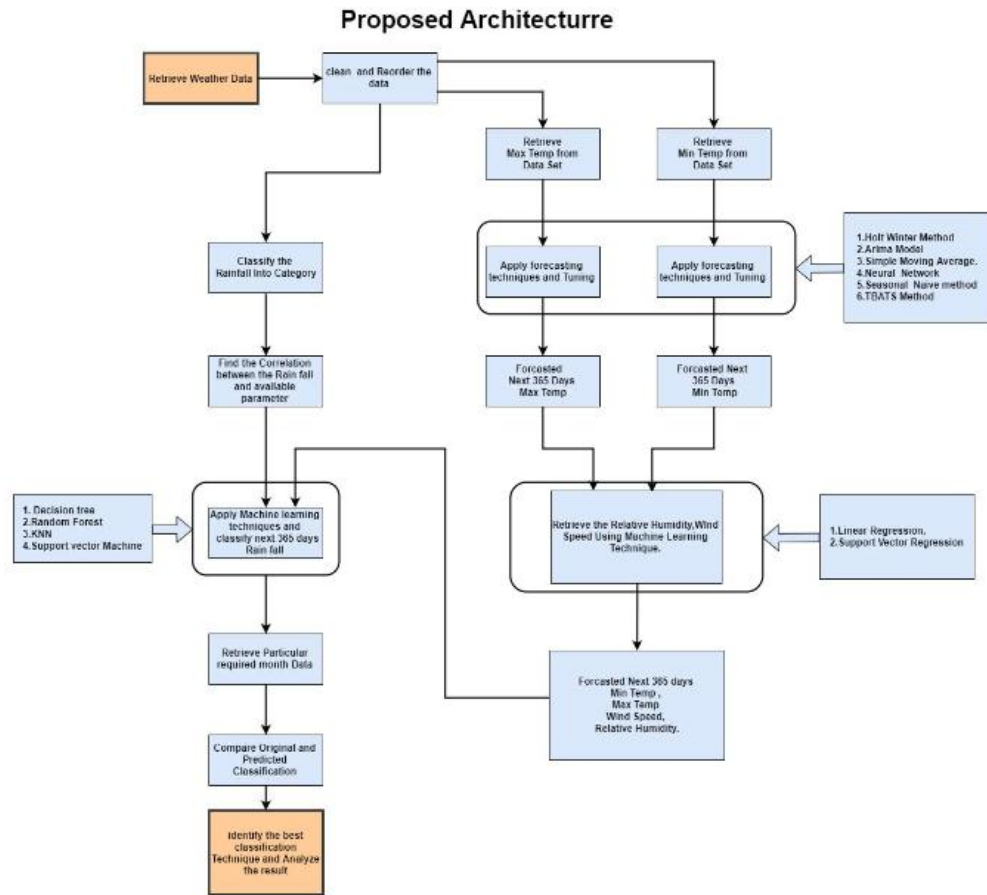 Proposed Architecturre
Retrieve Weather Data
clean and Reorder the
data
Retrieve
Max Temp from
Data Set
Retrieve
Min Temp from
Data Set
Classify the
Rainfall Into Category
Apply forecasting
techniques and Tuning
Apply forecasting
techniques and Tuning
1.Holt Winter Method
2.Arima Modal
3.Simple Moving Average.
4.Neural Network
5.Seasonal Naive method
6.TBATS Method
Find the Correlation
between the Rain fall
and available
parameter
Forcasted
Next 365 Days
Max Temp
Forcasted Next
365 Days
Min Temp
1. Decision tree
2.Random Forest
3.KNN
4.Support vector Machine
Apply Machine learning
techniques and
classify next 365 days
Rain fall
Retrieve the Relative Humidity,Wind
Speed Using Machine Learning
Technique.
1.Linear Regression,
2.Support Vector Regression
Retrieve Particular
required month Data
Forcasted Next 365 days
Min Temp ,
Max Temp
Wind Speed,
Relative Humidity.
Compare Original and
Predicted
Classification
Identify the best
classification
Technique and Analyze
the result